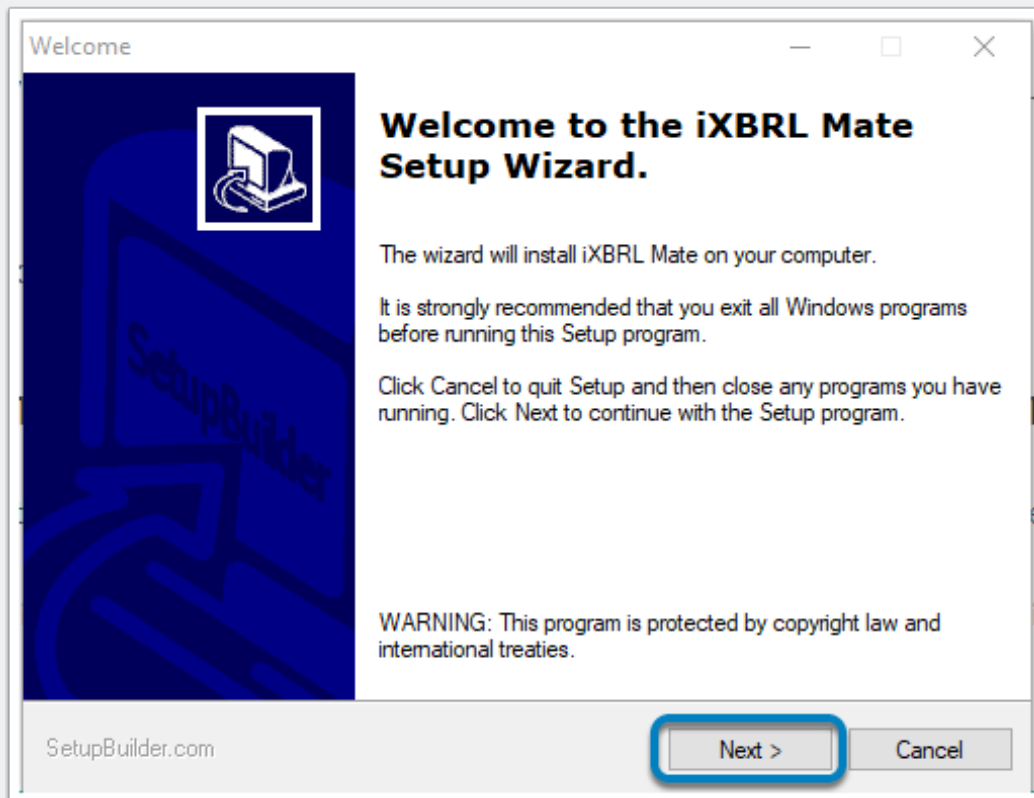 Welcome
Welcome to the iXBRL Mate
Setup Wizard.
The wizard will install iXBRL Mate on your computer.
It is strongly recommended that you exit all Windows programs
before running this Setup program.
Click Cancel to quit Setup and then close any programs you have
running. Click Next to continue with the Setup program.
SetupBuilder
WARNING: This program is protected by copyright law and
international treaties.
SetupBuilder.com
Next >
Cancel